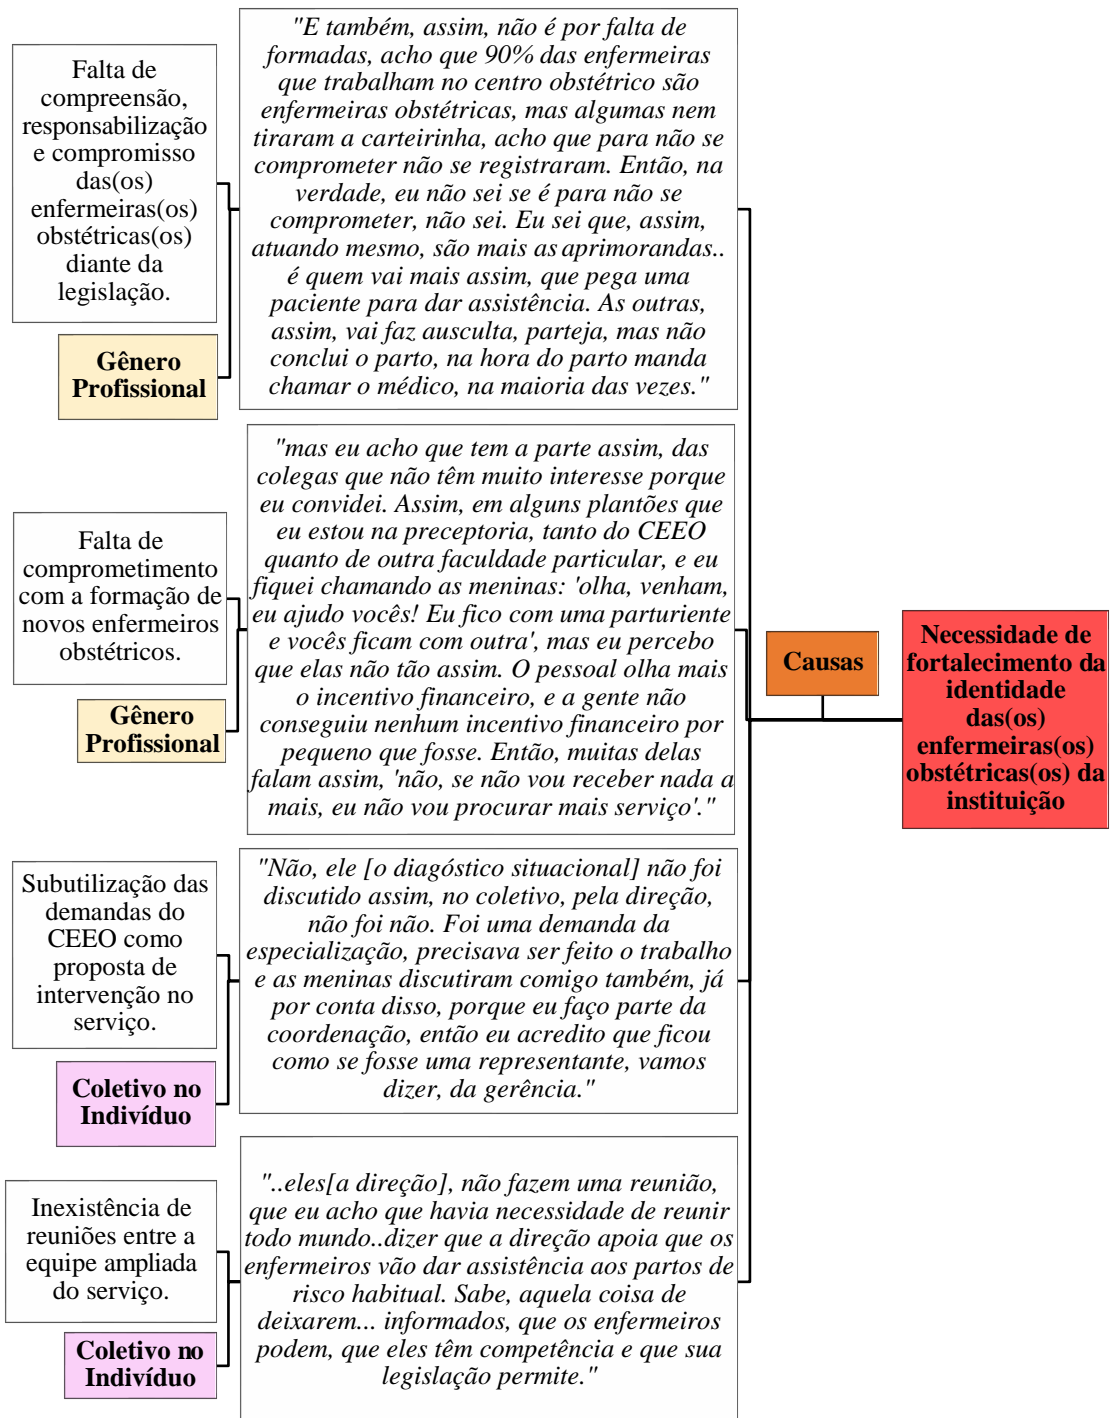 Falta de
compreensão,
responsabilização
e compromisso
das(os)
enfermeiras(os)
obstétricas(os)
diante da
legislação.
Gênero
Profissional
"E também, assim, não é por falta de
formadas, acho que 90% das enfermeiras
que trabalham no centro obstétrico são
enfermeiras obstétricas, mas algumas nem
tiraram a carteirinha, acho que para não se
comprometer não se registraram. Então, na
verdade, eu não sei se é para não se
comprometer, não sei. Eu sei que, assim,
atuando mesmo, são mais as aprimorandas..
é quem vai mais assim, que pega uma
paciente para dar assistência. As outras,
assim, vai faz ausculta, parteja, mas não
conclui o parto, na hora do parto manda
chamar o médico, na maioria das vezes."
Falta de
comprometimento
com a formação de
novos enfermeiros
obstétricos.
Gênero
Profissional
"mas eu acho que tem a parte assim, das
colegas que não têm muito interesse porque
eu convidei. Assim, em alguns plantões que
eu estou na preceptoria, tanto do CEEO
quanto de outra faculdade particular, e eu
fiquei chamando as meninas: 'olha, venham,
eu ajudo vocês! Eu fico com uma parturiente
e vocês ficam com outra', mas eu percebo
que elas não tão assim. O pessoal olha mais
o incentivo financeiro, e a gente não
conseguiu nenhum incentivo financeiro por
pequeno que fosse. Então, muitas delas
falam assim, 'não, se não vou receber nada a
mais, eu não vou procurar mais serviço'."
Subutilização das
demandas do
CEEO como
proposta de
intervenção no
serviço.
Coletivo no
Indivíduo
"Não, ele [o diagóstico situacional] não foi
discutido assim, no coletivo, pela direção,
não foi não. Foi uma demanda da
especialização, precisava ser feito o trabalho
e as meninas discutiram comigo também, já
por conta disso, porque eu faço parte da
coordenação, então eu acredito que ficou
como se fosse uma representante, vamos
dizer, da gerência."
Inexistência de
reuniões entre a
equipe ampliada
do serviço.
Coletivo no
Indivíduo
"..eles[a direção], não fazem uma reunião,
que eu acho que havia necessidade de reunir
todo mundo..dizer que a direção apoia que os
enfermeiros vão dar assistência aos partos de
risco habitual. Sabe, aquela coisa de
deixarem... informados, que os enfermeiros
podem, que eles têm competência e que sua
legislação permite."
Causas
Necessidade de
fortalecimento da
identidade
das(os)
enfermeiras(os)
obstétricas(os) da
instituição